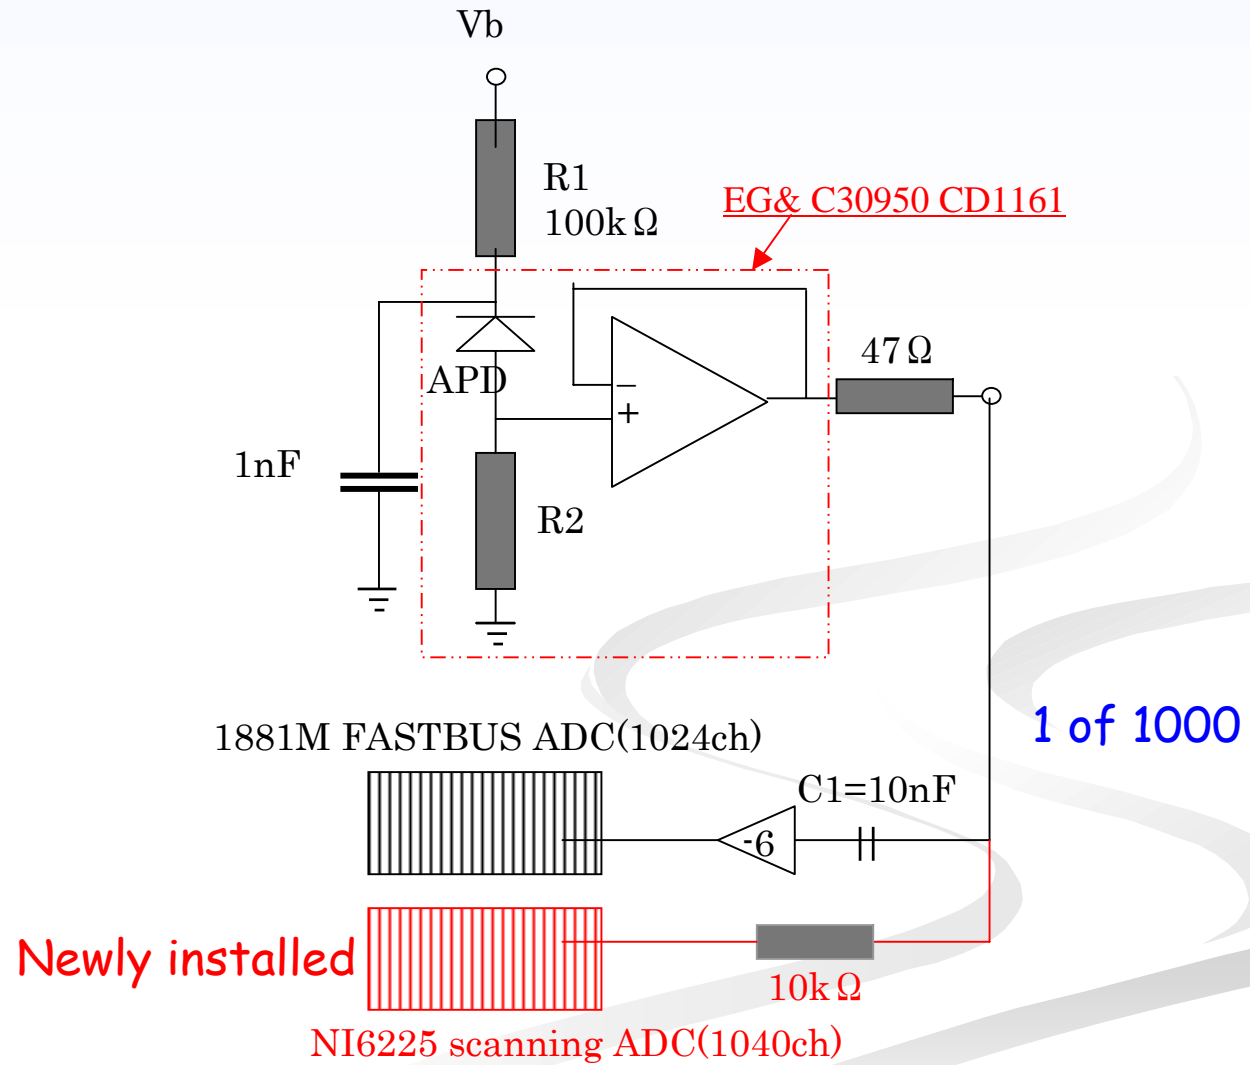 Vb
R1
100kΩ
EG& C30950 CD1161
47Ω
APD
−
+
1nF
R2
1881M FASTBUS ADC(1024ch)
1 of 1000
C1=10nF
-6
Newly installed
10kΩ
NI6225 scanning ADC(1040ch)